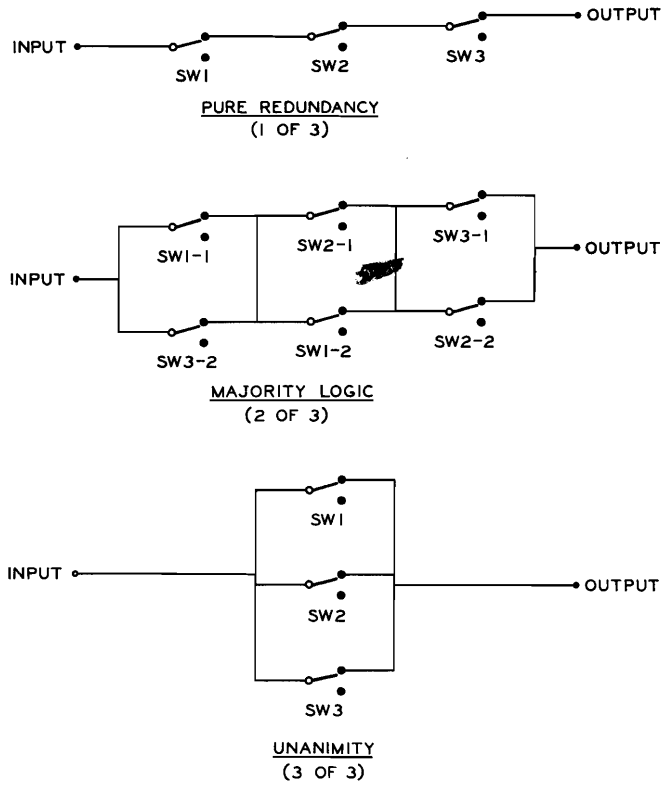 INPUT
OUTPUT
SW1
SW2
SW3
PURE REDUNDANCY
(1 OF 3)
SW1-1
SW2-1
SW3-1
INPUT
OUTPUT
SW3-2
SW1-2
SW2-2
MAJORITY LOGIC
(2 OF 3)
SW1
INPUT
OUTPUT
SW2
SW3
UNANIMITY
(3 OF 3)